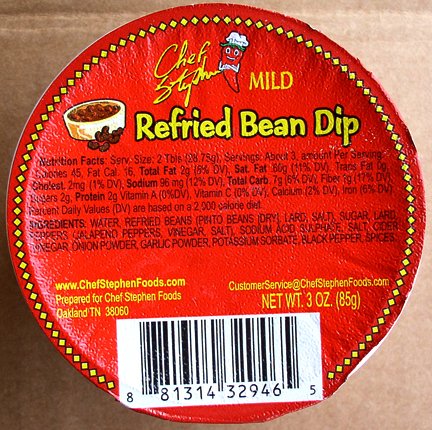 Chef
Stephen
MILD
Refried Bean Dip
Nutrition Facts: Serv. Size: 2 Tbls (28.75g), Servings: About 3, amount Per Serving:
Calories 45, Fat Cal. 16, Total Fat 2g (3% DV), Sat. Fat (11% DV), Trans Fat 0g,
Cholest. 2mg (1% DV), Sodium 96 mg (12% DV), Total Carb. 7g (6% DV), Fiber 1g
Sugars 2g, Protein 2g Vitamin A (0%DV), Vitamin C (0% DV), Calcium (2% DV), Iron (6% DV)
Percent Daily Values (DV) are based on a 2,000 calorie diet.
INGREDIENTS: WATER, REFRIED BEANS (PINTO BEANS (DRY), LARD, SALT), SUGAR, LARD,
PEPPERS (JALAPENO PEPPERS, VINEGAR, SALT), SODIUM ACID SULPHATE, SALT, CIDER
VINEGAR, ONION POWDER, GARLIC POWDER, POTASSIUM SORBATE, BLACK PEPPER, SPICES.
www.ChefStephenFoods.com
CustomerService@ChefStephenFoods.com
Prepared for Chef Stephen Foods
Oakland TN 38060
NET WT. 3 OZ. (85g)
8 81314 32946 5